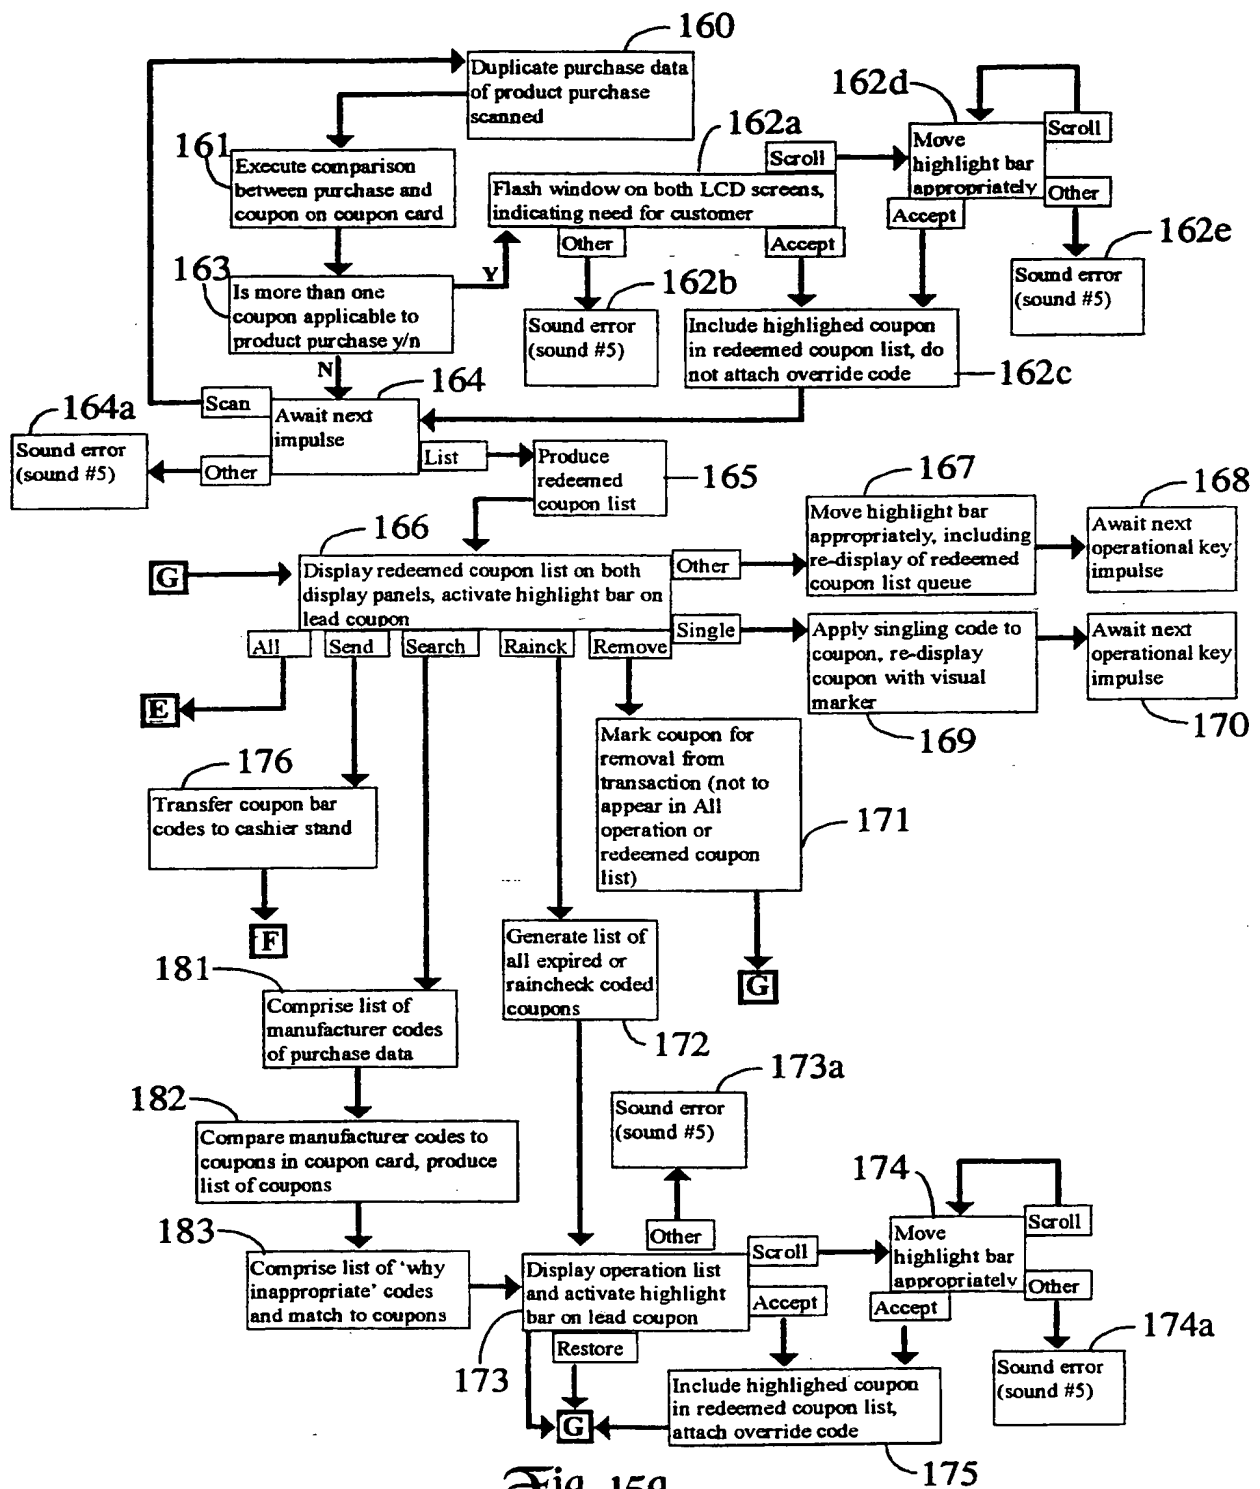 160
Duplicate purchase data
of product purchase
scanned
161
Execute comparison
between purchase and
coupon on coupon card
162a
Scroll
Flash window on both LCD screens,
indicating need for customer
Other
Accept
162d
Move
highlight bar
appropriately
Scroll
Other
Accept
162e
Sound error
(sound #5)
163
Is more than one
coupon applicable to
product purchase y/n
Y
N
162b
Sound error
(sound #5)
Include highlighed coupon
in redeemed coupon list, do
not attach override code
162c
164
Scan
Await next
impulse
Other
List
164a
Sound error
(sound #5)
Produce
redeemed
coupon list
165
166
G
Display redeemed coupon list on both
display panels, activate highlight bar on
lead coupon
Other
Single
All
Send
Search
Rainck
Remove
167
Move highlight bar
appropriately, including
re-display of redeemed
coupon list queue
168
Await next
operational key
impulse
Apply singling code to
coupon, re-display
coupon with visual
marker
169
Await next
operational key
impulse
170
E
176
Transfer coupon bar
codes to cashier stand
F
Mark coupon for
removal from
transaction (not to
appear in All
operation or
redeemed coupon
list)
171
G
181
Comprise list of
manufacturer codes
of purchase data
Generate list of
all expired or
raincheck coded
coupons
172
182
Compare manufacturer codes to
coupons in coupon card, produce
list of coupons
173a
Sound error
(sound #5)
183
Comprise list of 'why
inappropriate' codes
and match to coupons
Other
Display operation list
and activate highlight
bar on lead coupon
Scroll
Accept
Restore
173
174
Move
highlight bar
appropriately
Scroll
Other
Accept
174a
Sound error
(sound #5)
G
Include highlighed coupon
in redeemed coupon list,
attach override code
175
Fig. 15g